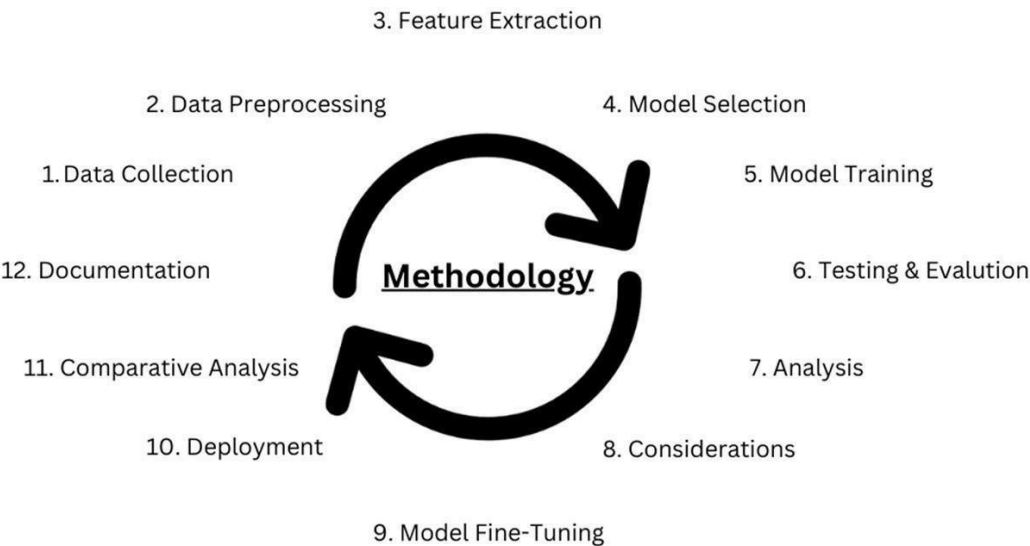 3. Feature Extraction
2. Data Preprocessing
4. Model Selection
1. Data Collection
5. Model Training
12. Documentation
Methodology
6. Testing & Evalution
11. Comparative Analysis
7. Analysis
10. Deployment
8. Considerations
9. Model Fine-Tuning